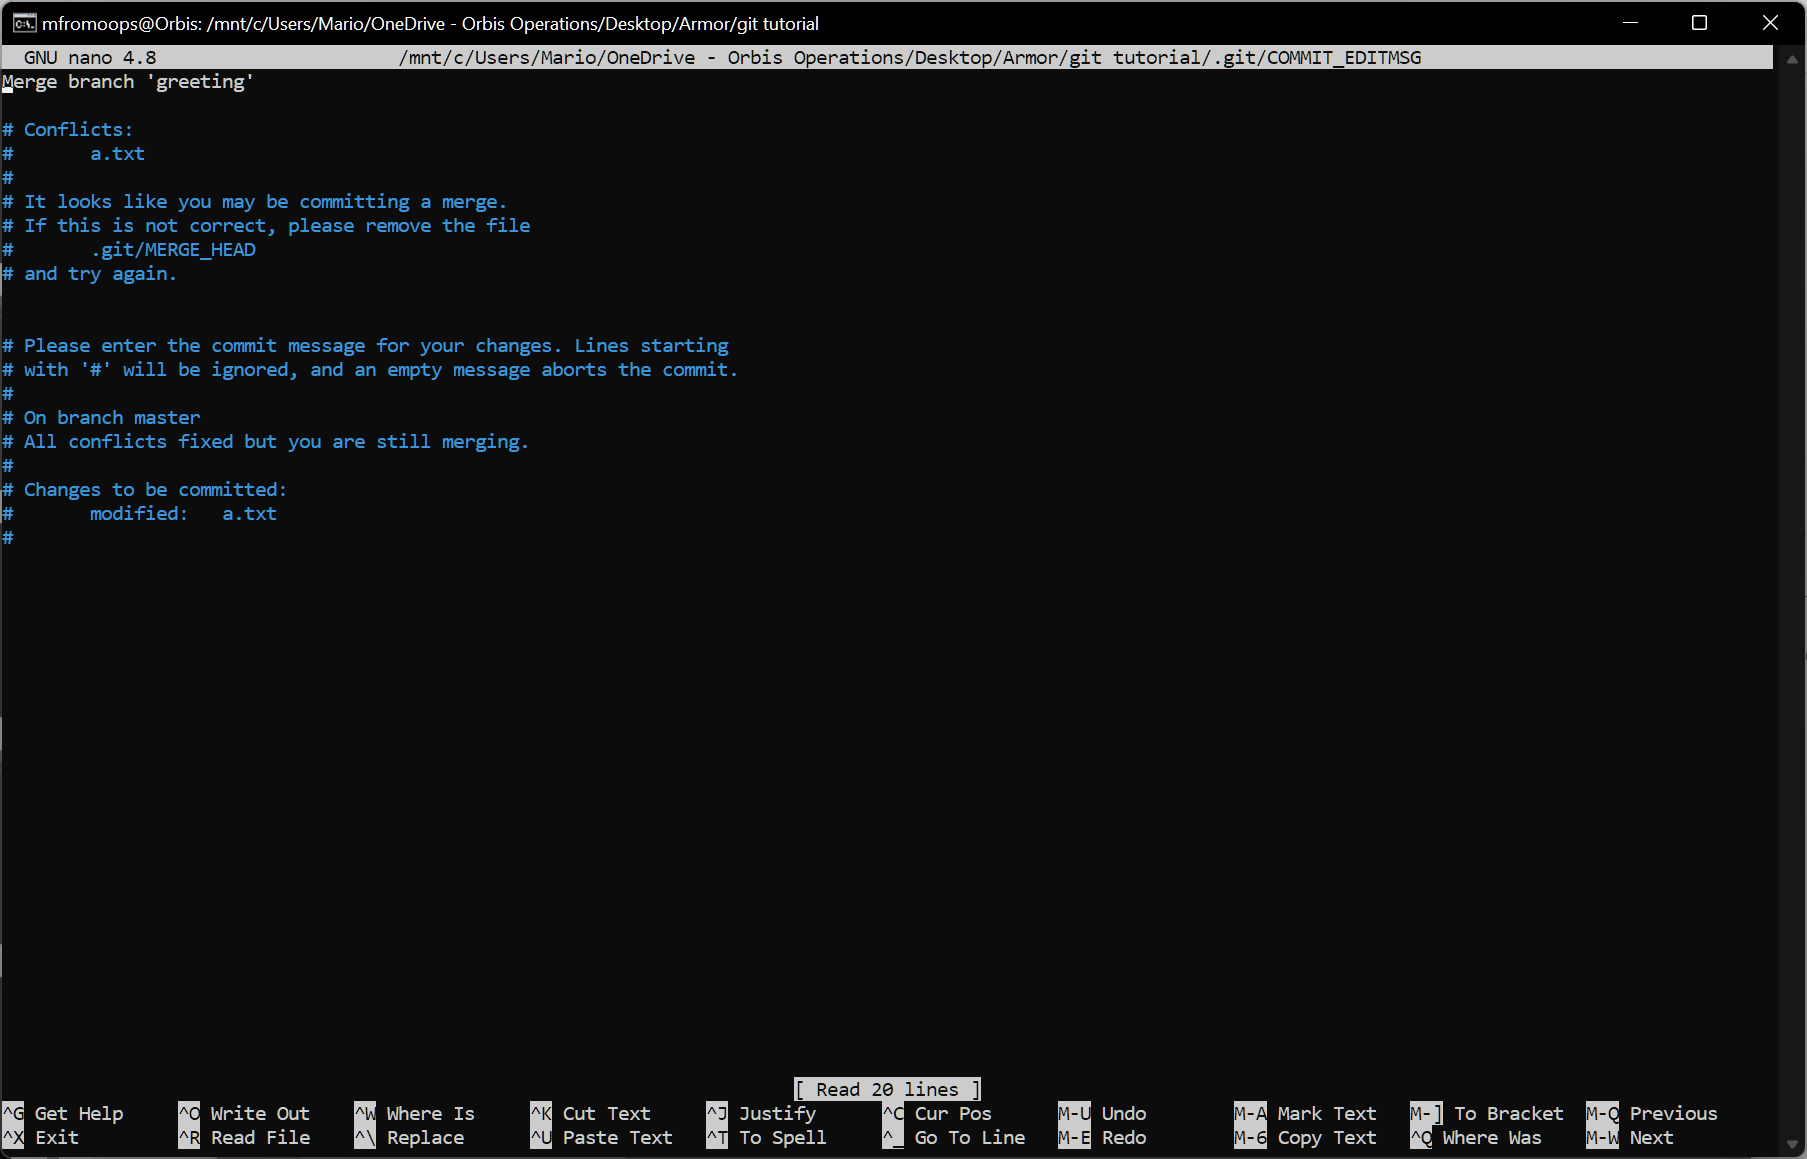 mfromoops@Orbis: /mnt/c/Users/Mario/OneDrive - Orbis Operations/Desktop/Armor/git tutorial
GNU nano 4.8 /mnt/c/Users/Mario/OneDrive - Orbis Operations/Desktop/Armor/git tutorial/.git/COMMIT_EDITMSG
Merge branch 'greeting'
# Conflicts:
#       a.txt
#
# It looks like you may be committing a merge.
# If this is not correct, please remove the file
#       .git/MERGE_HEAD
# and try again.
# Please enter the commit message for your changes. Lines starting
# with '#' will be ignored, and an empty message aborts the commit.
#
# On branch master
# All conflicts fixed but you are still merging.
#
# Changes to be committed:
#       modified:   a.txt
#
[ Read 20 lines ]
^G Get Help ^O Write Out ^W Where Is ^K Cut Text ^J Justify ^C Cur Pos M-U Undo M-A Mark Text M-] To Bracket M-Q Previous
^X Exit ^R Read File ^\ Replace ^U Paste Text ^T To Spell ^_ Go To Line M-E Redo M-6 Copy Text ^Q Where Was M-W Next